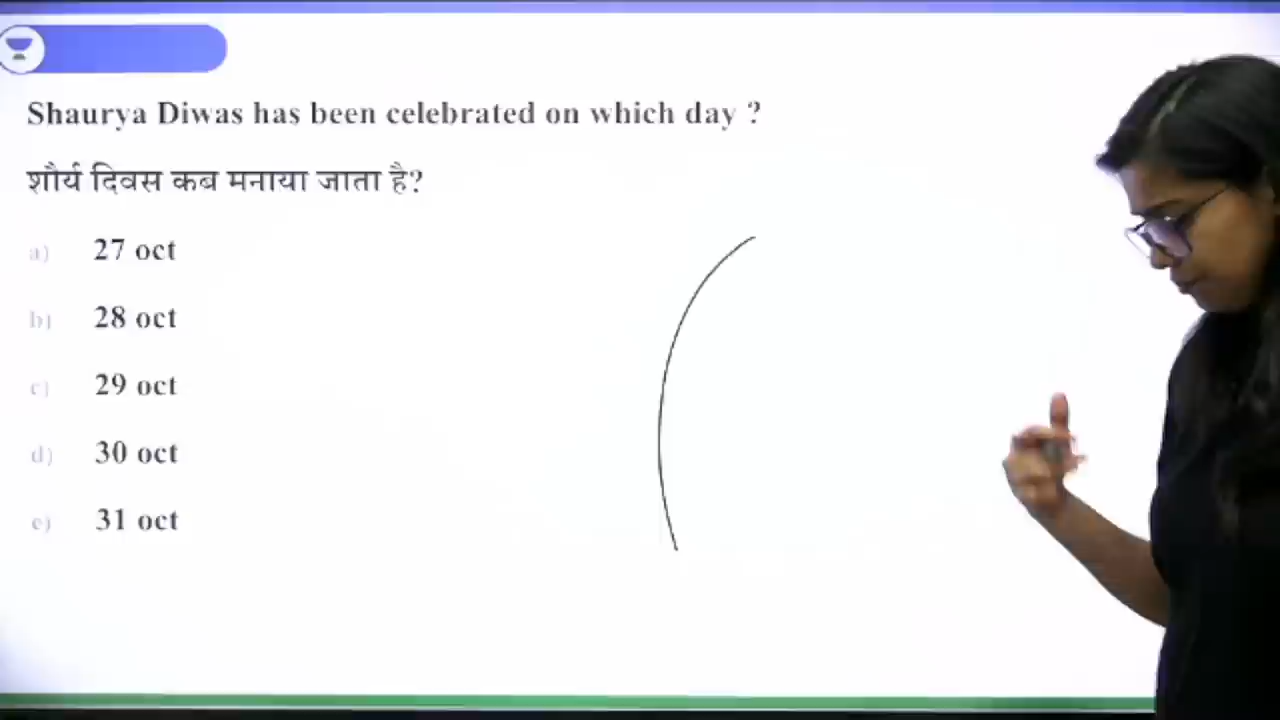 Shaurya Diwas has been celebrated on which day ?
शौर्य दिवस कब मनाया जाता है?
a) 27 oct
b) 28 oct
c) 29 oct
d) 30 oct
e) 31 oct